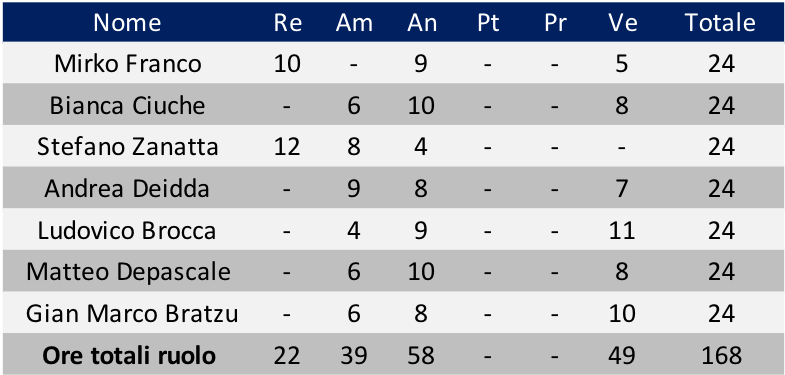 Nome Re Am An Pt Pr Ve Totale
Mirko Franco 10 - 9 - - 5 24
Bianca Ciuche - 6 10 - - 8 24
Stefano Zanatta 12 8 4 - - - 24
Andrea Deidda - 9 8 - - 7 24
Ludovico Brocca - 4 9 - - 11 24
Matteo Depascale - 6 10 - - 8 24
Gian Marco Bratzu - 6 8 - - 10 24
Ore totali ruolo 22 39 58 - - 49 168